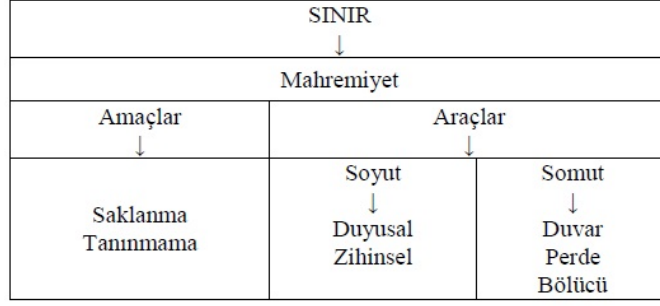 SINIR
↓
Mahremiyet
Amaçlar
↓
Araçlar
↓
Saklanma
Tanınmama
Soyut
↓
Duyusal
Zihinsel
Somut
↓
Duvar
Perde
Bölücü